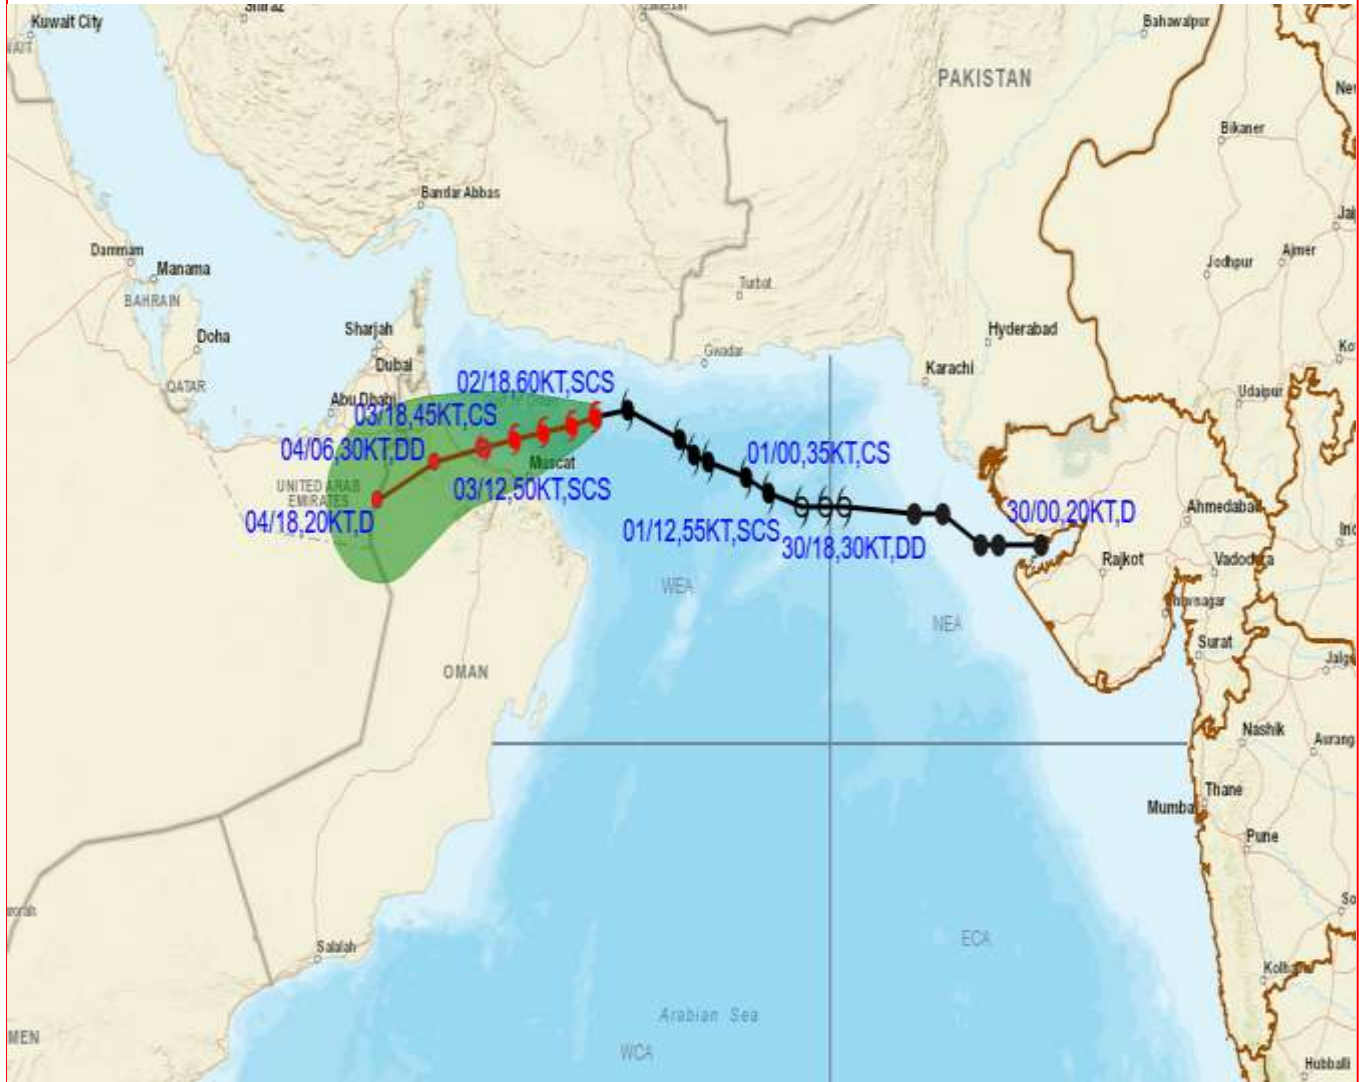 Shiraz
Kuwait City
Bahawalpur
PAKISTAN
Bikaner
Bandar Abbas
Dammam
Manama
BAHRAIN
Turbat
Jodhpur
Ajmer
Doha
Sharjah
Dubai
QATAR
Gwadar
Hyderabad
Karachi
Udaipur
Abu Dhabi
02/18,60KT,SCS
03/18,45KT,CS
04/06,30KT,DD
Muscat
03/12,50KT,SCS
UNITED ARAB
EMIRATES
04/18,20KT,D
01/00,35KT,CS
01/12,55KT,SCS
30/18,30KT,DD
30/00,20KT,D
Ahmedabad
Rajkot
Vadodara
WEA
NEA
Surat
OMAN
Nashik
Thane
Mumbai
Pune
Salalah
ECA
Arabian Sea
WCA
MEN
Hubballi